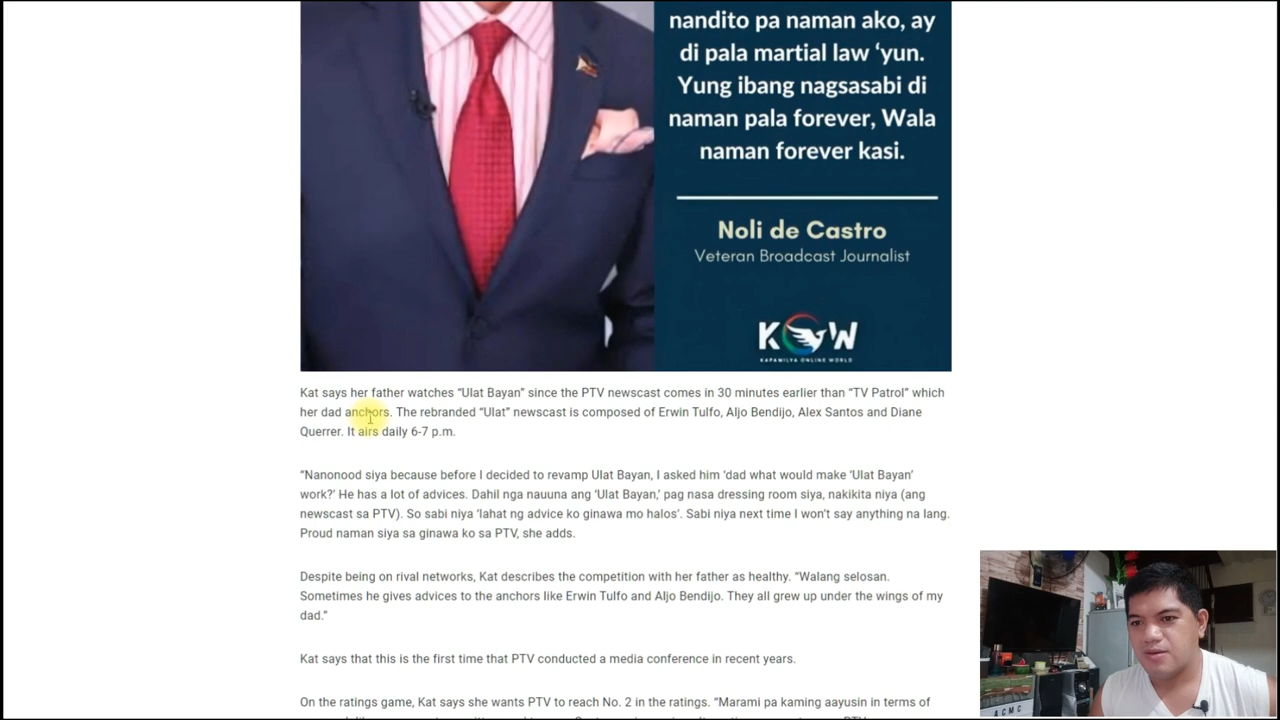 nandito pa naman ako, ay
di pala martial law ‘yun.
Yung ibang nagsasabi di
naman pala forever, Wala
naman forever kasi.
Noli de Castro
Veteran Broadcast Journalist
KOW
KAPAMILYA ONLINE WORLD
Kat says her father watches “Ulat Bayan” since the PTV newscast comes in 30 minutes earlier than “TV Patrol” which
her dad anchors. The rebranded “Ulat” newscast is composed of Erwin Tulfo, Aljo Bendijo, Alex Santos and Diane
Querrer. It airs daily 6-7 p.m.
“Nanonood siya because before I decided to revamp Ulat Bayan, I asked him ‘dad what would make ‘Ulat Bayan’
work?’ He has a lot of advices. Dahil nga nauuna ang ‘Ulat Bayan,’ pag nasa dressing room siya, nakikita niya (ang
newscast sa PTV). So sabi niya ‘lahat ng advice ko ginawa mo halos’. Sabi niya next time I won’t say anything na lang.
Proud naman siya sa ginawa ko sa PTV, she adds.
Despite being on rival networks, Kat describes the competition with her father as healthy. “Walang selosan.
Sometimes he gives advices to the anchors like Erwin Tulfo and Aljo Bendijo. They all grew up under the wings of my
dad.”
Kat says that this is the first time that PTV conducted a media conference in recent years.
On the ratings game, Kat says she wants PTV to reach No. 2 in the ratings. “Marami pa kaming aayusin in terms of
ACMC